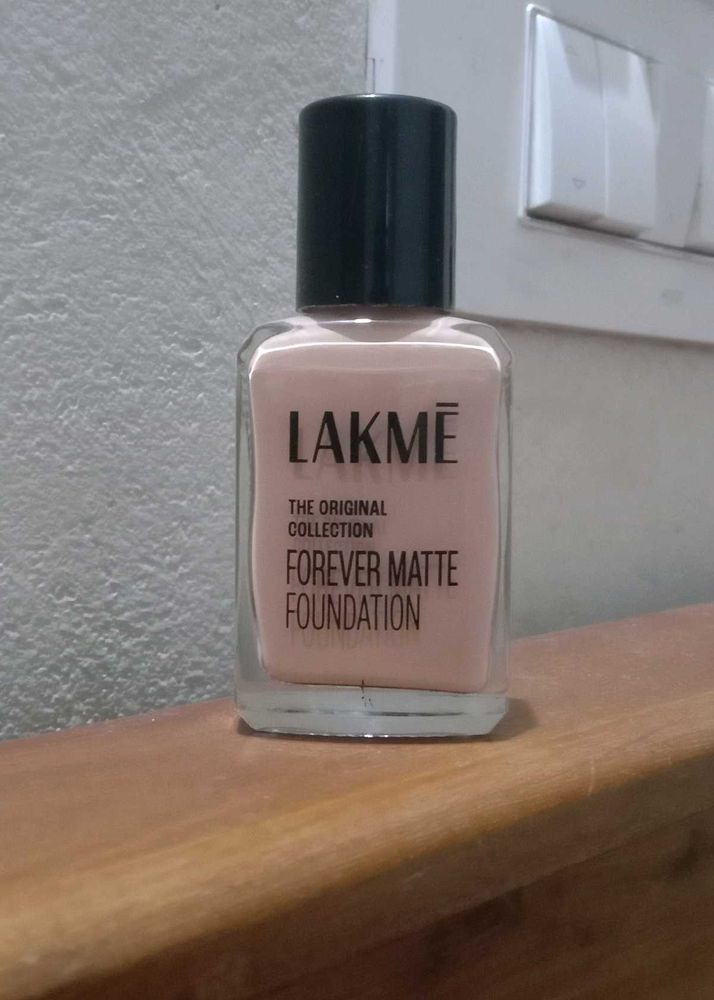 LAKMĒ
THE ORIGINAL
COLLECTION
FOREVER MATTE
FOUNDATION